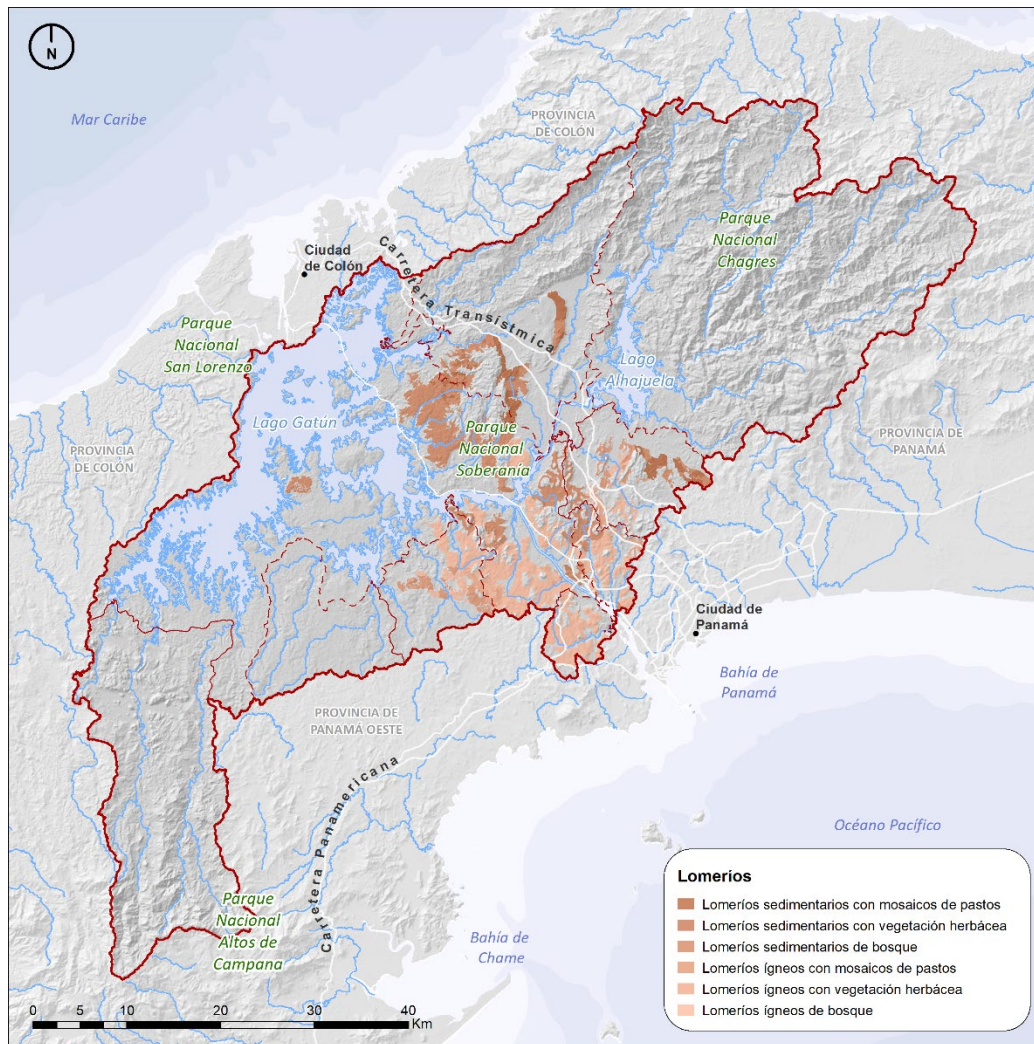 N
Mar Caribe
PROVINCIA
DE COLÓN
Parque
Nacional
Chagres
Ciudad
de Colón
Carretera Transístmica
Parque
Nacional
San Lorenzo
Lago
Alhajuela
Lago Gatún
Parque
Nacional
Soberanía
PROVINCIA
DE COLÓN
PROVINCIA DE
PANAMÁ
Ciudad de
Panamá
Bahía de
Panamá
PROVINCIA DE
PANAMÁ OESTE
Carretera Panamericana
Océano Pacífico
Parque
Nacional
Altos de
Campana
Bahía de
Chame
Lomeríos
Lomeríos sedimentarios con mosaicos de pastos
Lomeríos sedimentarios con vegetación herbácea
Lomeríos sedimentarios de bosque
Lomeríos ígneos con mosaicos de pastos
Lomeríos ígneos con vegetación herbácea
Lomeríos ígneos de bosque
0 5 10 20 30 40
Km